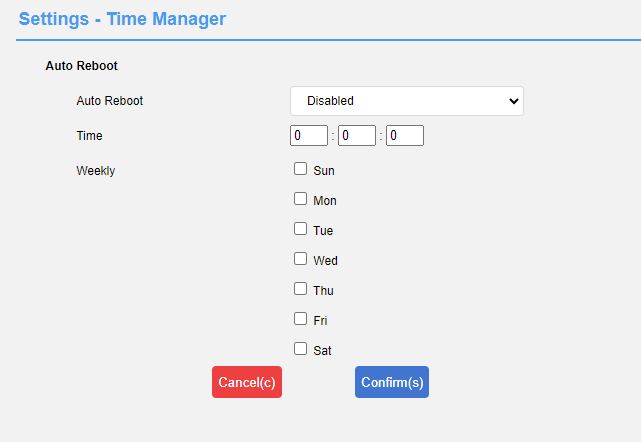 Settings - Time Manager
Auto Reboot
Auto Reboot Disabled
Time 0 : 0 : 0
Weekly Sun
Mon
Tue
Wed
Thu
Fri
Sat
Cancel(c) Confirm(s)